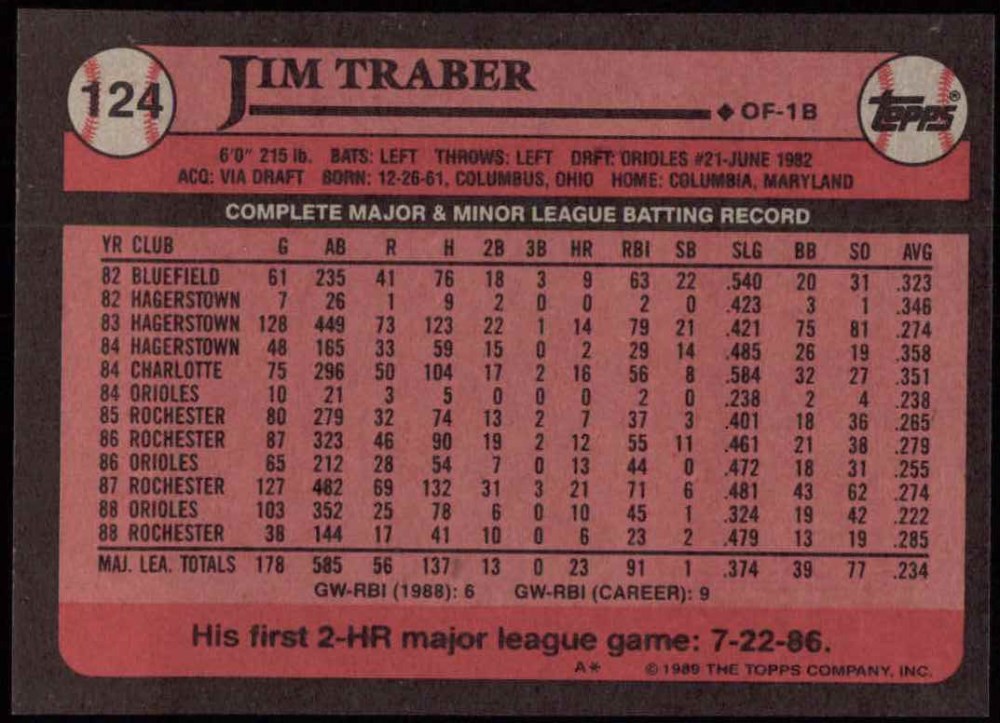 124
JIM TRABER
◆ OF-1B
TOPPS®
6'0" 215 lb. BATS: LEFT THROWS: LEFT DRFT: ORIOLES #21-JUNE 1982
ACQ: VIA DRAFT BORN: 12-26-61, COLUMBUS, OHIO HOME: COLUMBIA, MARYLAND
COMPLETE MAJOR & MINOR LEAGUE BATTING RECORD
YR CLUB G AB R H 2B 3B HR RBI SB SLG BB SO AVG
82 BLUEFIELD 61 235 41 76 18 3 9 63 22 .540 20 31 .323
82 HAGERSTOWN 7 26 1 9 2 0 0 2 0 .423 3 1 .346
83 HAGERSTOWN 128 449 73 123 22 1 14 79 21 .421 75 81 .274
84 HAGERSTOWN 48 165 33 59 15 0 2 29 14 .485 26 19 .358
84 CHARLOTTE 75 296 50 104 17 2 16 56 8 .584 32 27 .351
84 ORIOLES 10 21 3 5 0 0 0 2 0 .238 2 4 .238
85 ROCHESTER 80 279 32 74 13 2 7 37 3 .401 18 36 .265
86 ROCHESTER 87 323 46 90 19 2 12 55 11 .461 21 38 .279
86 ORIOLES 65 212 28 54 7 0 13 44 0 .472 18 31 .255
87 ROCHESTER 127 482 69 132 31 3 21 71 6 .481 43 62 .274
88 ORIOLES 103 352 25 78 6 0 10 45 1 .324 19 42 .222
88 ROCHESTER 38 144 17 41 10 0 6 23 2 .479 13 19 .285
MAJ. LEA. TOTALS 178 585 56 137 13 0 23 91 1 .374 39 77 .234
GW-RBI (1988): 6 GW-RBI (CAREER): 9
His first 2-HR major league game: 7-22-86.
A* © 1989 THE TOPPS COMPANY, INC.